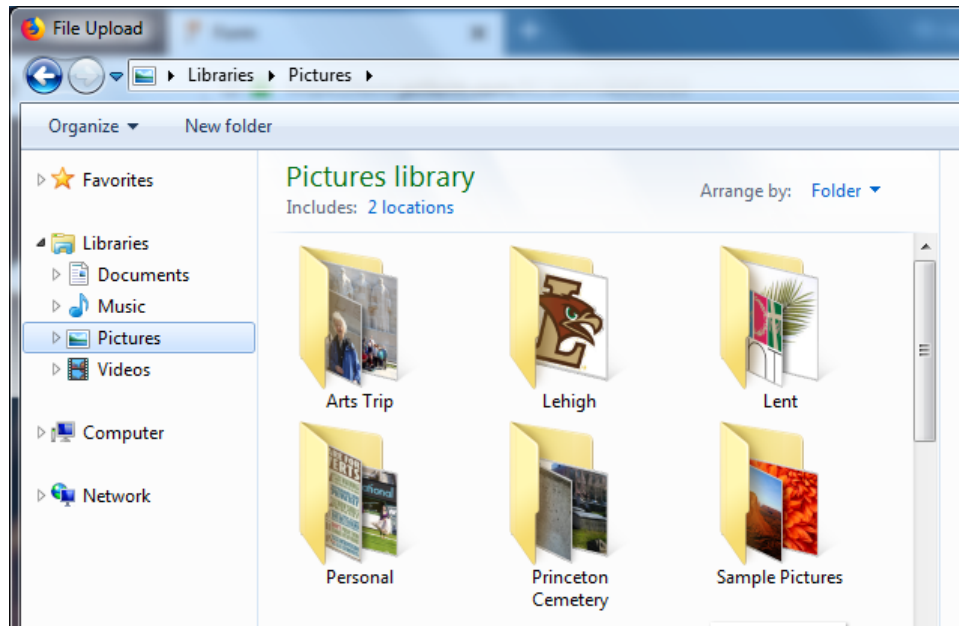 File Upload
Libraries Pictures
Organize New folder
Favorites
Libraries
Documents
Music
Pictures
Videos
Computer
Network
Pictures library
Includes: 2 locations
Arrange by: Folder
Arts Trip
Lehigh
Lent
Personal
Princeton
Cemetery
Sample Pictures